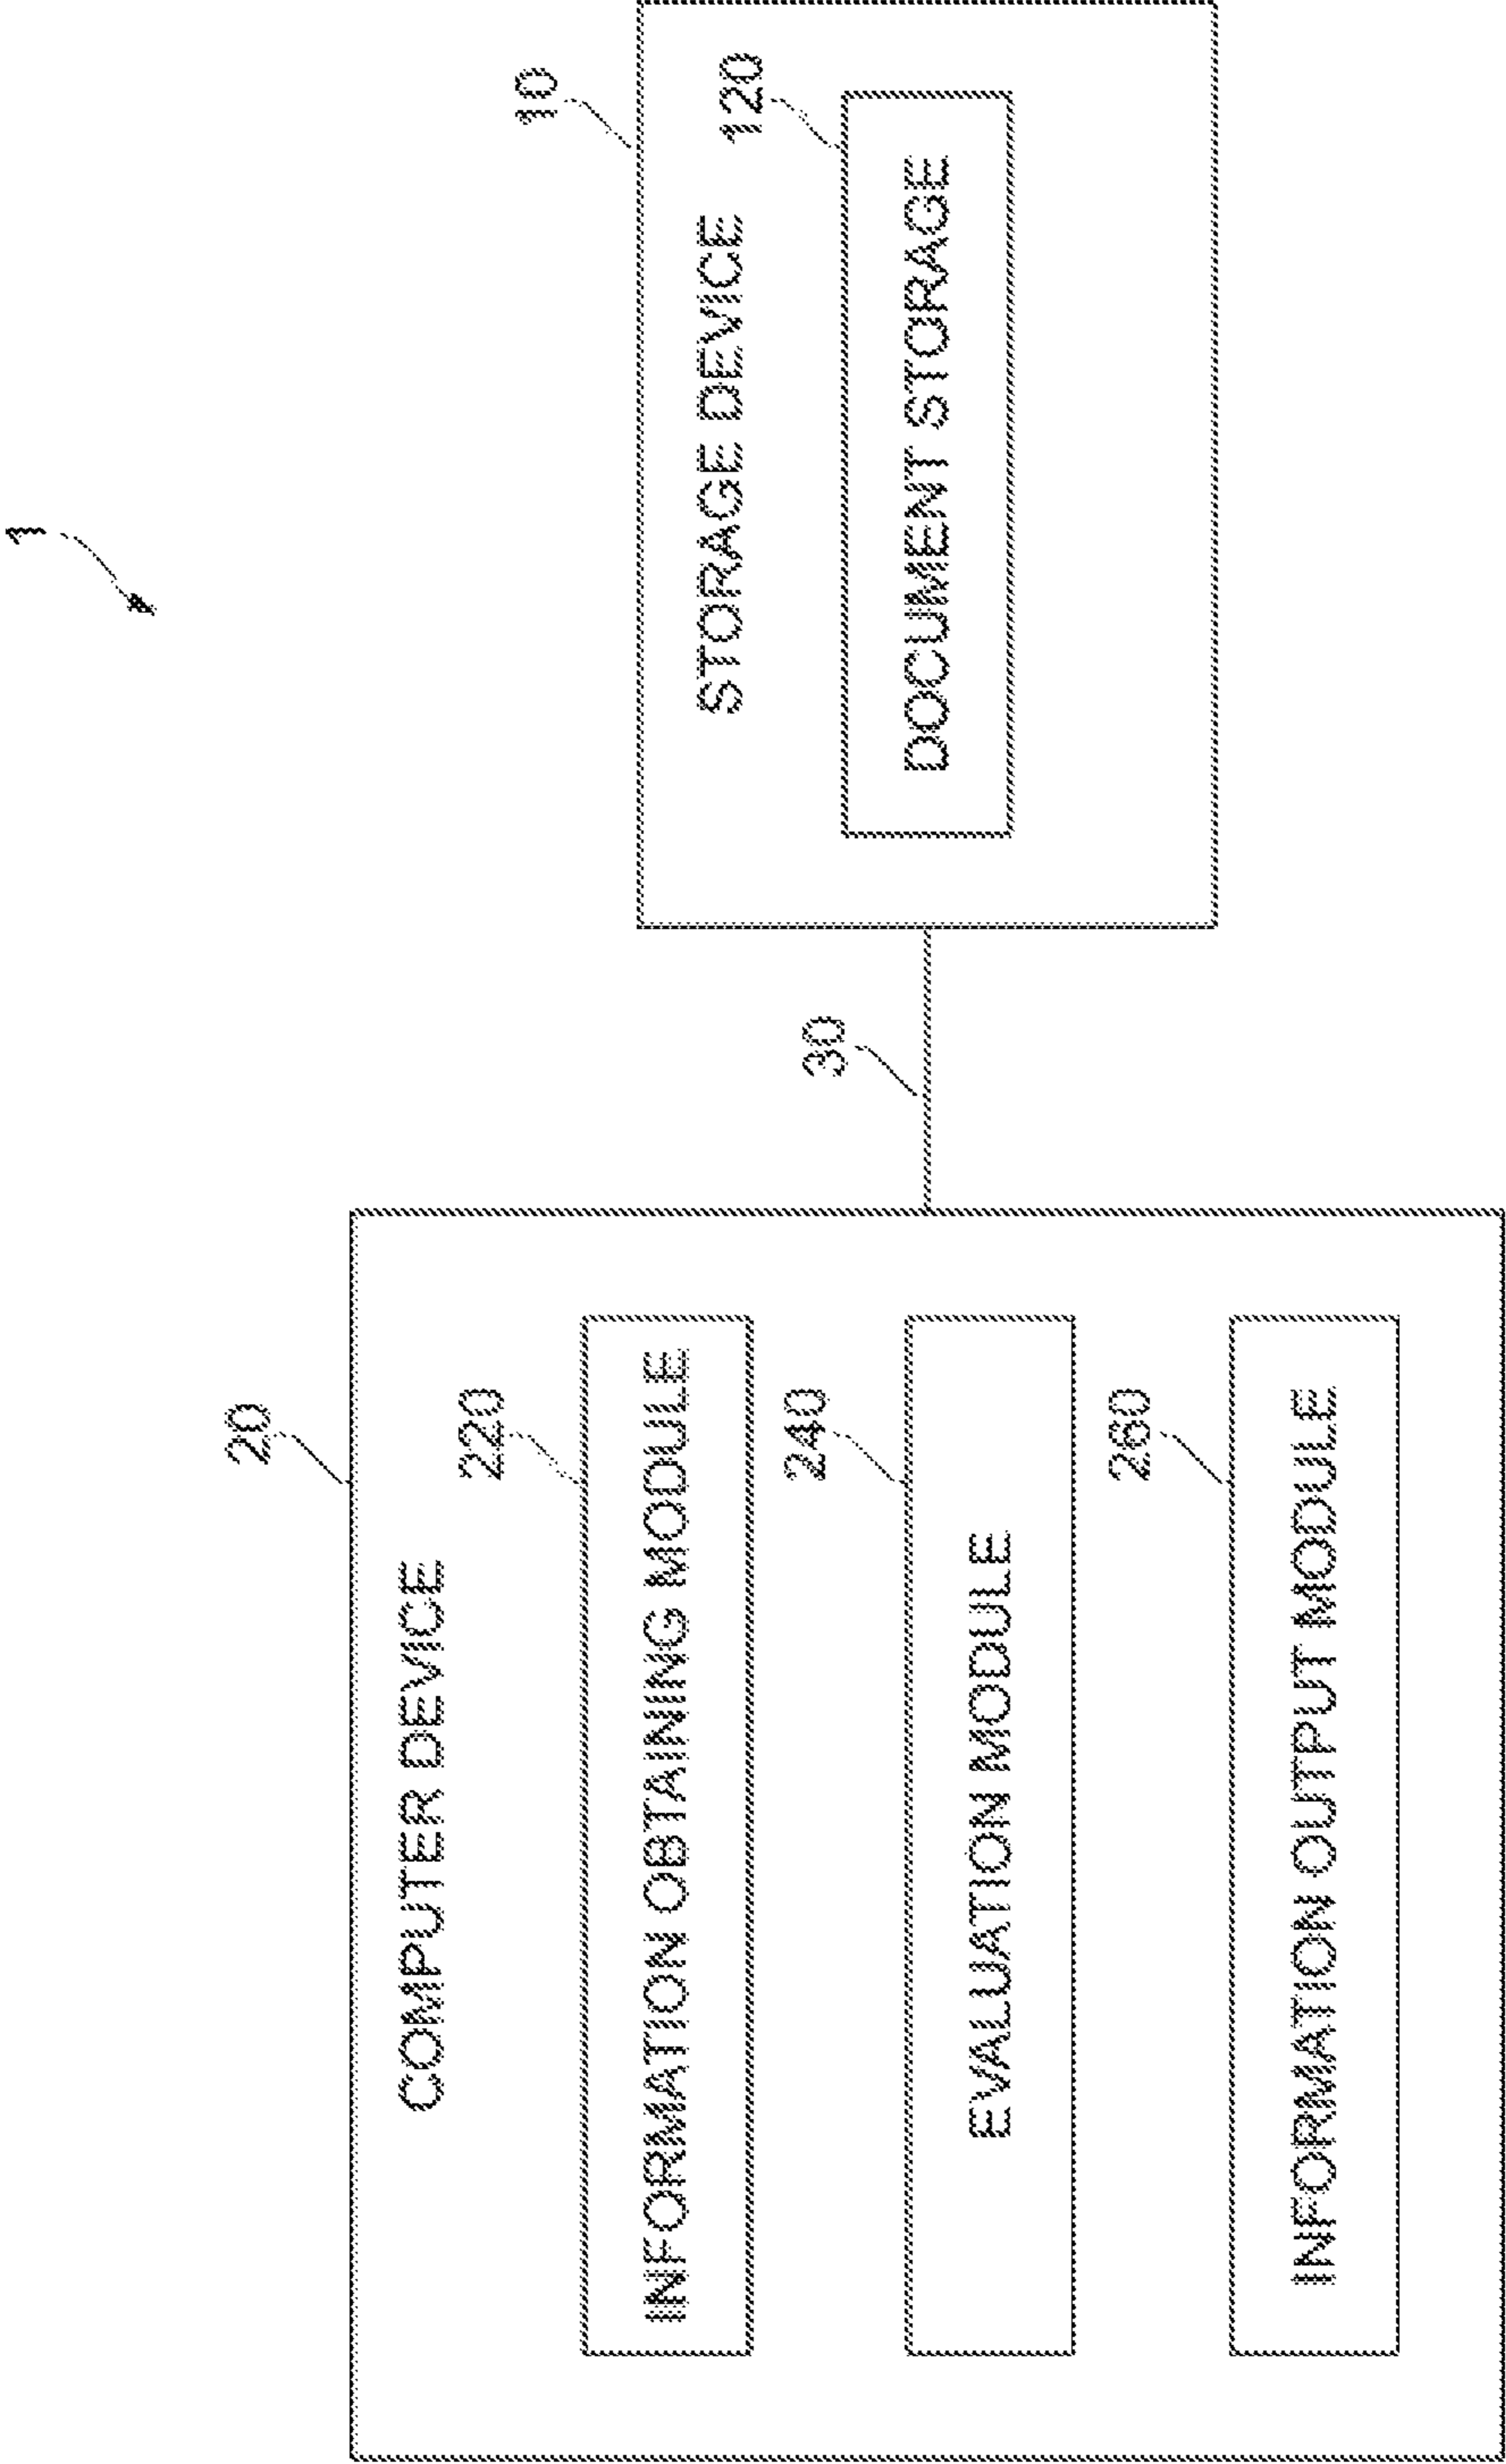 1
20
COMPUTER DEVICE
220
INFORMATION OBTAINING MODULE
240
EVALUATION MODULE
260
INFORMATION OUTPUT MODULE
30
10
STORAGE DEVICE
120
DOCUMENT STORAGE